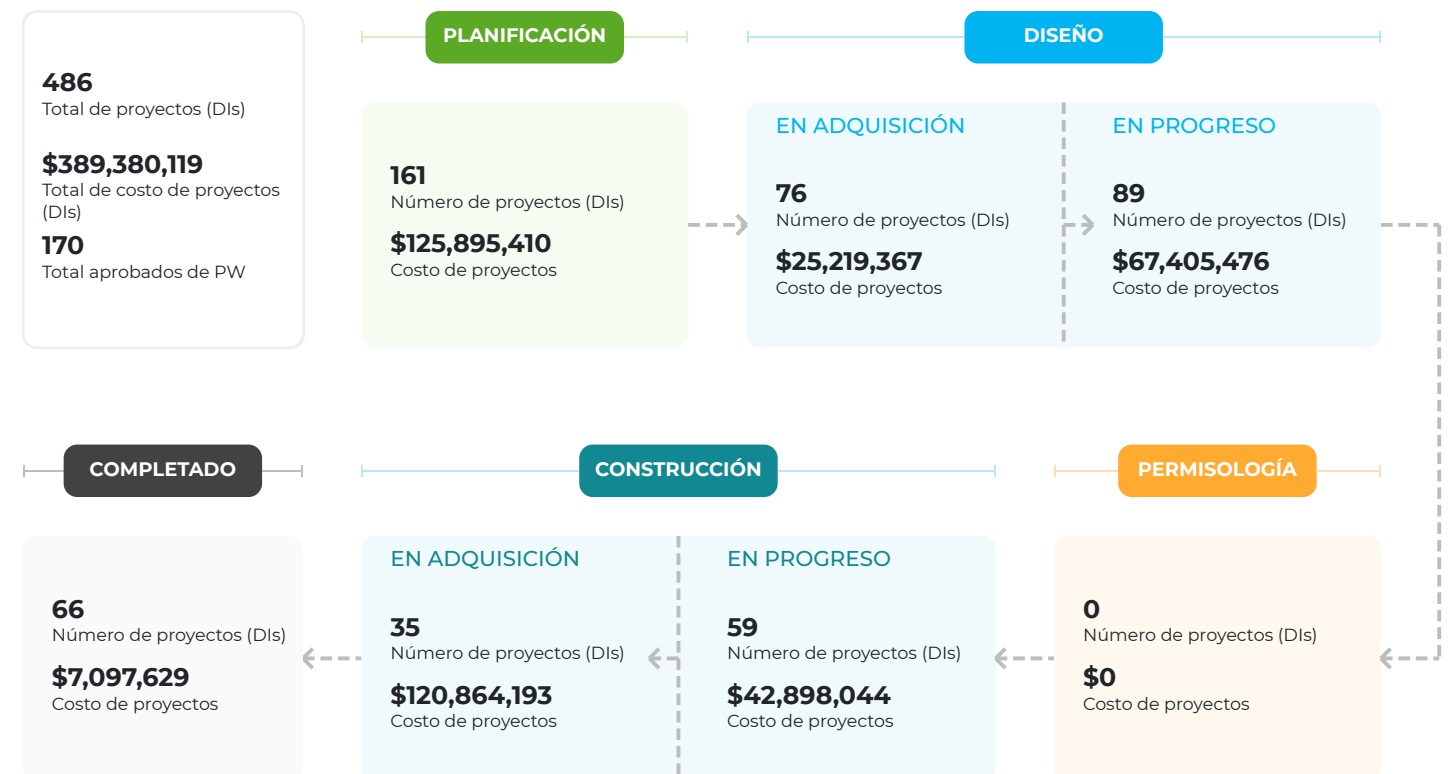 486
Total de proyectos (DIs)
$389,380,119
Total de costo de proyectos
(DIs)
170
Total aprobados de PW
PLANIFICACIÓN
161
Número de proyectos (DIs)
$125,895,410
Costo de proyectos
DISEÑO
EN ADQUISICIÓN
76
Número de proyectos (DIs)
$25,219,367
Costo de proyectos
EN PROGRESO
89
Número de proyectos (DIs)
$67,405,476
Costo de proyectos
COMPLETADO
66
Número de proyectos (DIs)
$7,097,629
Costo de proyectos
CONSTRUCCIÓN
EN ADQUISICIÓN
35
Número de proyectos (DIs)
$120,864,193
Costo de proyectos
EN PROGRESO
59
Número de proyectos (DIs)
$42,898,044
Costo de proyectos
PERMISOLOGÍA
0
Número de proyectos (DIs)
$0
Costo de proyectos